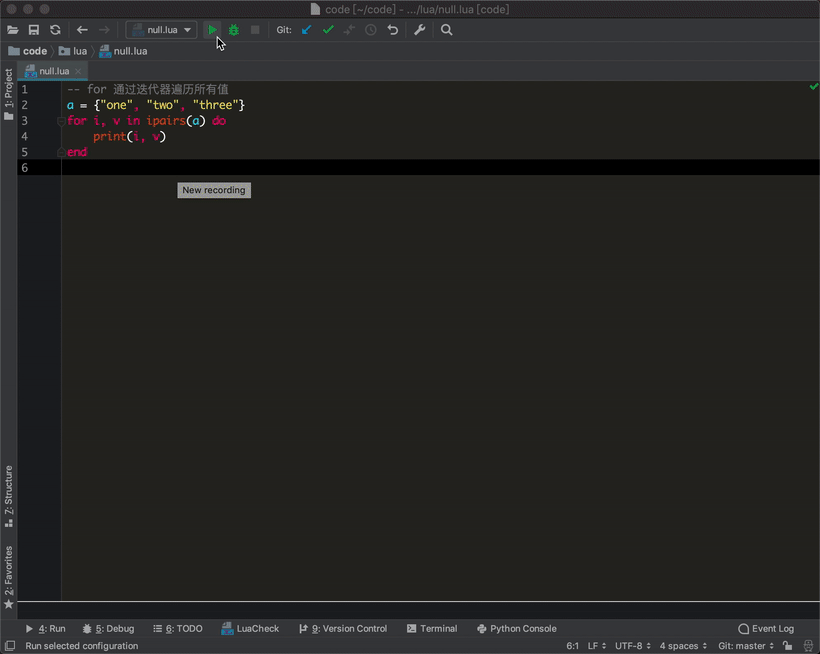 code [~/code] - .../lua/null.lua [code]
null.lua
Git:
code
lua
null.lua
null.lua
1: Project
1 -- for 通过迭代器遍历所有值
2 a = {"one", "two", "three"}
3 for i, v in ipairs(a) do
4 print(i, v)
5 end
6
New recording
7: Structure
2: Favorites
4: Run
5: Debug
6: TODO
LuaCheck
9: Version Control
Terminal
Python Console
Event Log
Run selected configuration
6:1
LF
UTF-8
4 spaces
Git: master